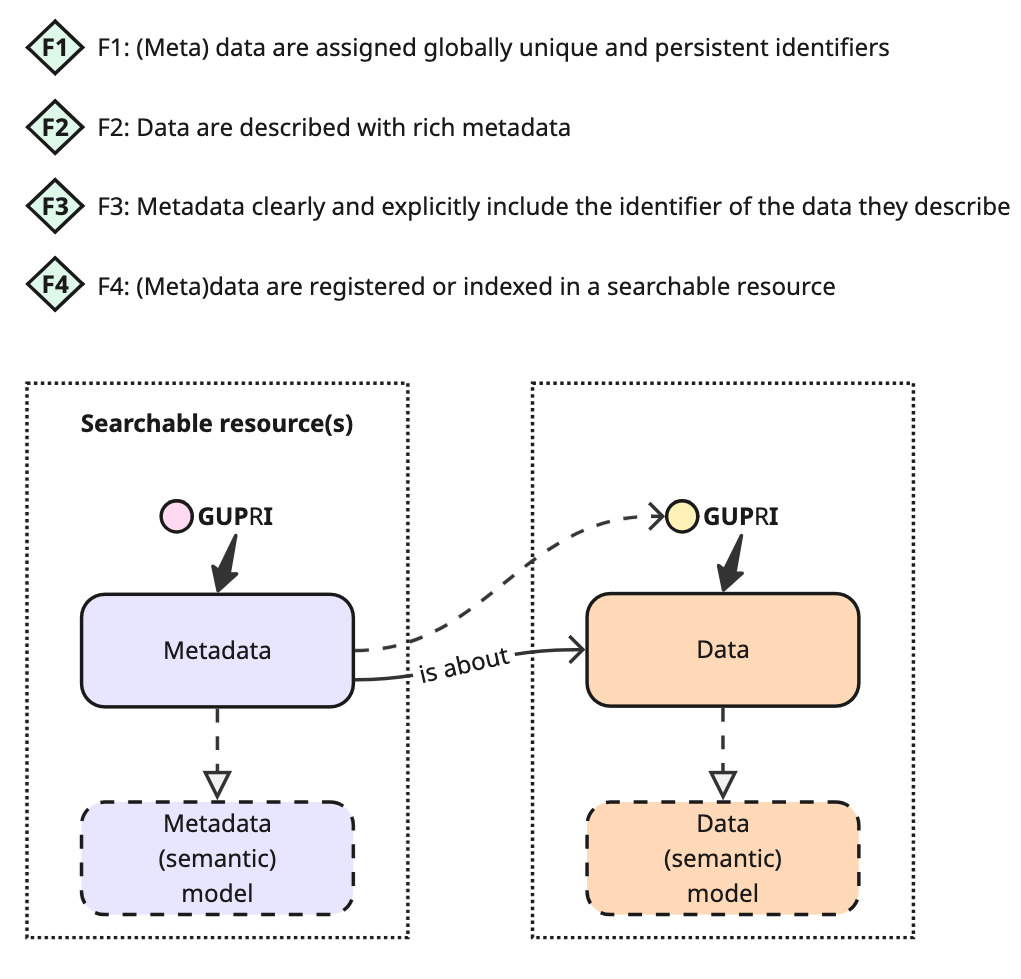 F1 F1: (Meta) data are assigned globally unique and persistent identifiers
F2 F2: Data are described with rich metadata
F3 F3: Metadata clearly and explicitly include the identifier of the data they describe
F4 F4: (Meta)data are registered or indexed in a searchable resource
Searchable resource(s)
GUPRI
GUPRI
Metadata
is about
Data
Metadata
(semantic)
model
Data
(semantic)
model